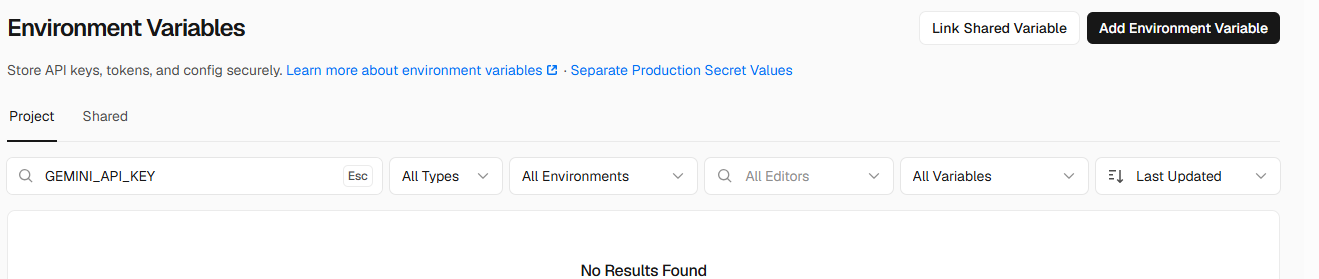 Environment Variables
Link Shared Variable
Add Environment Variable
Store API keys, tokens, and config securely. Learn more about environment variables · Separate Production Secret Values
Project
Shared
GEMINI_API_KEY
Esc
All Types
All Environments
All Editors
All Variables
Last Updated
No Results Found